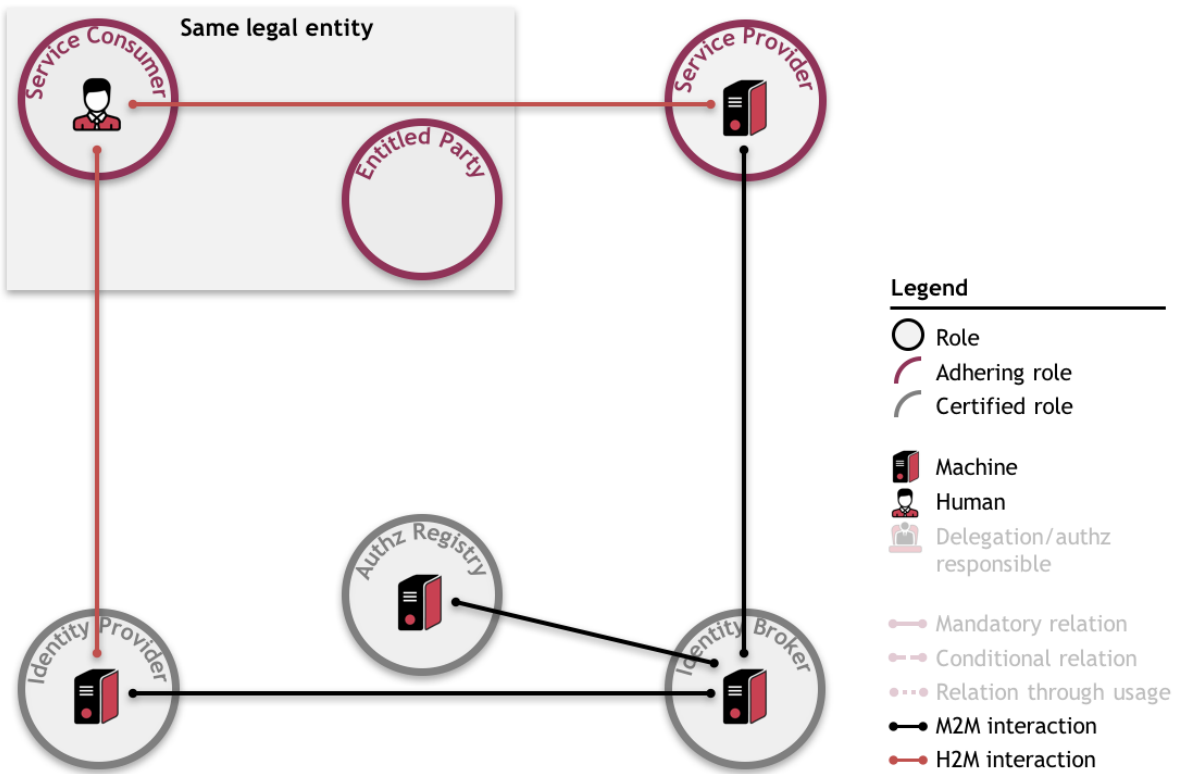 Same legal entity
Service Consumer
Service Provider
Entitled Party
Authz Registry
Identity Provider
Identity Broker
Legend
Role
Adhering role
Certified role
Machine
Human
Delegation/authz
responsible
Mandatory relation
Conditional relation
Relation through usage
M2M interaction
H2M interaction